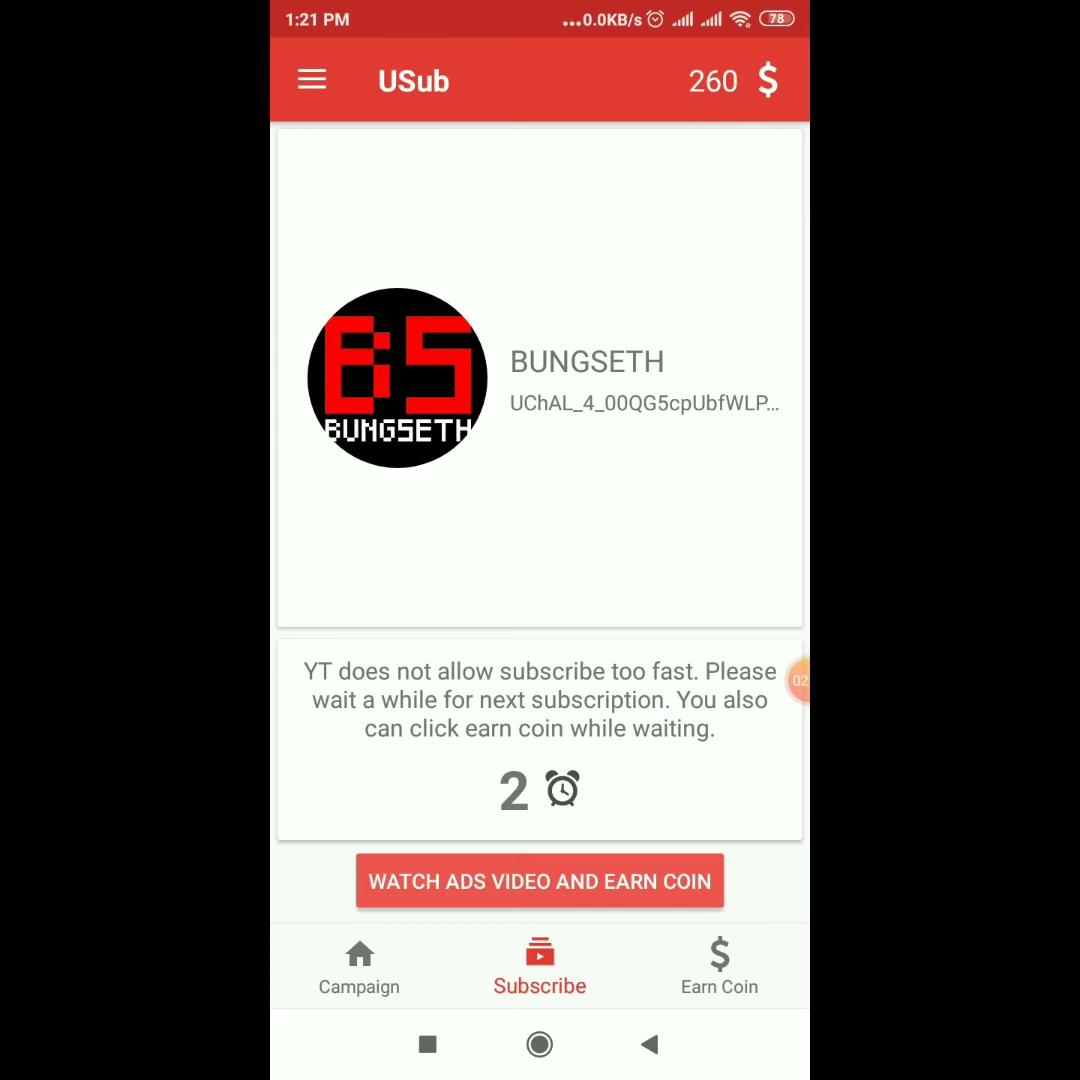 1:21 PM ...0.0KB/s 78
USub 260 $
BS
BUNGSETH
BUNGSETH
UChAL_4_00QG5cpUbfWLP...
YT does not allow subscribe too fast. Please
wait a while for next subscription. You also
can click earn coin while waiting.
02
2
WATCH ADS VIDEO AND EARN COIN
Campaign Subscribe Earn Coin